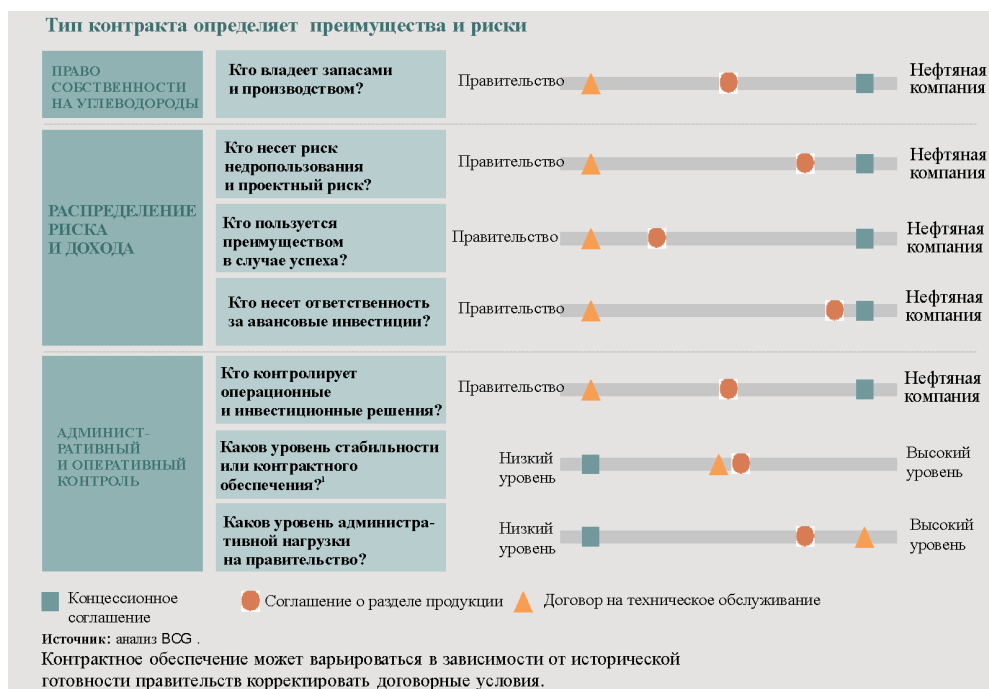 Тип контракта определяет преимущества и риски
ПРАВО
СОБСТВЕННОСТИ
НА УГЛЕВОДОРОДЫ
Кто владеет запасами
и производством?
Правительство
Нефтяная
компания
РАСПРЕДЕЛЕНИЕ
РИСКА
И ДОХОДА
Кто несет риск
недропользования
и проектный риск?
Правительство
Нефтяная
компания
Кто пользуется
преимуществом
в случае успеха?
Правительство
Нефтяная
компания
Кто несет ответственность
за авансовые инвестиции?
Правительство
Нефтяная
компания
АДМИНИСТ-
РАТИВНЫЙ
И ОПЕРАТИВНЫЙ
КОНТРОЛЬ
Кто контролирует
операционные
и инвестиционные решения?
Правительство
Нефтяная
компания
Каков уровень стабильности
или контрактного
обеспечения?¹
Низкий
уровень
Высокий
уровень
Каков уровень администра-
тивной нагрузки
на правительство?
Низкий
уровень
Высокий
уровень
Концессионное
соглашение
Соглашение о разделе продукции
Договор на техническое обслуживание
Источник: анализ BCG .
Контрактное обеспечение может варьироваться в зависимости от исторической
готовности правительств корректировать договорные условия.